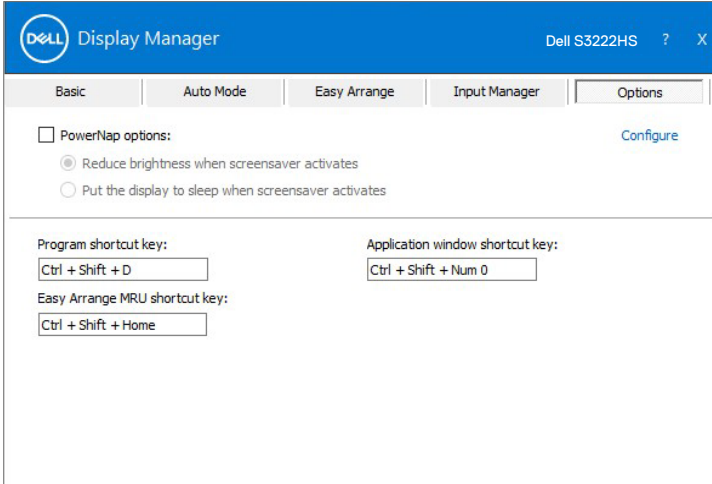 DELL Display Manager Dell S3222HS ? X
Basic Auto Mode Easy Arrange Input Manager Options
PowerNap options: Configure
Reduce brightness when screensaver activates
Put the display to sleep when screensaver activates
Program shortcut key: Application window shortcut key:
Ctrl + Shift + D Ctrl + Shift + Num 0
Easy Arrange MRU shortcut key:
Ctrl + Shift + Home